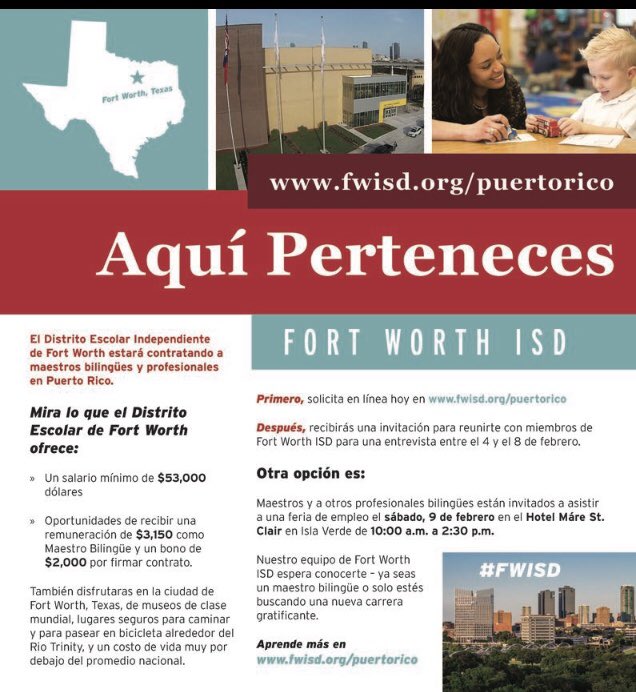 Fort Worth, Texas
www.fwisd.org/puertorico
Aquí Perteneces
FORT WORTH ISD
El Distrito Escolar Independiente
de Fort Worth estará contratando a
maestros bilingües y profesionales
en Puerto Rico.
Mira lo que el Distrito
Escolar de Fort Worth
ofrece:
» Un salario mínimo de $53,000
dólares
» Oportunidades de recibir una
remuneración de $3,150 como
Maestro Bilingüe y un bono de
$2,000 por firmar contrato.
También disfrutaras en la ciudad de
Fort Worth, Texas, de museos de clase
mundial, lugares seguros para caminar
y para pasear en bicicleta alrededor del
Rio Trinity, y un costo de vida muy por
debajo del promedio nacional.
Primero, solicita en línea hoy en www.fwisd.org/puertorico
Después, recibirás una invitación para reunirte con miembros de
Fort Worth ISD para una entrevista entre el 4 y el 8 de febrero.
Otra opción es:
Maestros y a otros profesionales bilingües están invitados a asistir
a una feria de empleo el sábado, 9 de febrero en el Hotel Máre St.
Clair en Isla Verde de 10:00 a.m. a 2:30 p.m.
Nuestro equipo de Fort Worth
ISD espera conocerte – ya seas
un maestro bilingüe o solo estés
buscando una nueva carrera
gratificante.
Aprende más en
www.fwisd.org/puertorico
#FWISD